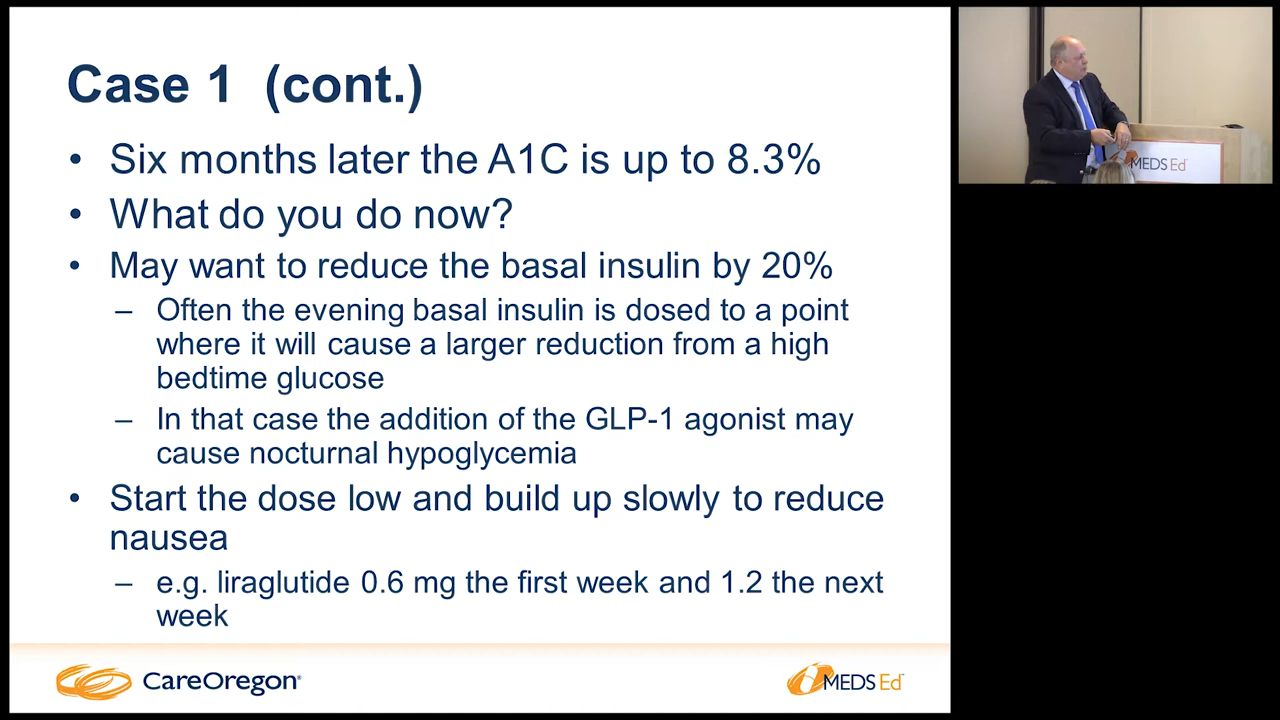 Case 1 (cont.)
• Six months later the A1C is up to 8.3%
• What do you do now?
• May want to reduce the basal insulin by 20%
– Often the evening basal insulin is dosed to a point
where it will cause a larger reduction from a high
bedtime glucose
– In that case the addition of the GLP-1 agonist may
cause nocturnal hypoglycemia
• Start the dose low and build up slowly to reduce
nausea
– e.g. liraglutide 0.6 mg the first week and 1.2 the next
week
CareOregon®
MEDS Ed™
MEDS Ed™